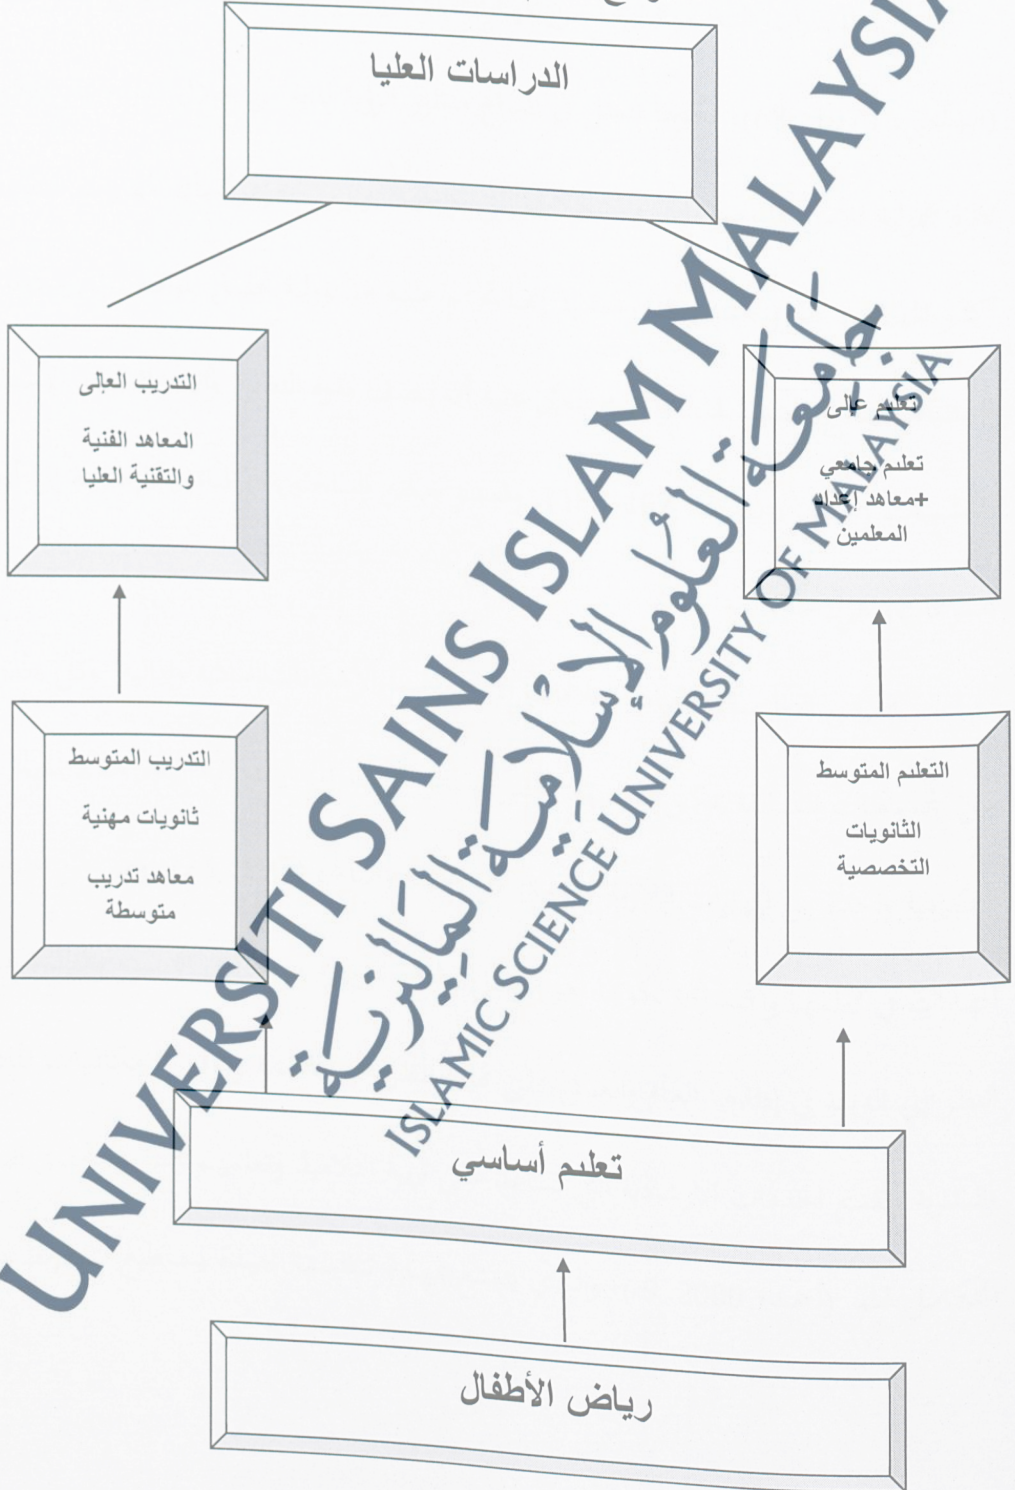 الدراسات العليا
تعليم عالى
تعليم جامعي
+معاهد إعداد
المعلمين
التدريب العالى
المعاهد الفنية
والتقنية العليا
التعليم المتوسط
الثانويات
التخصصية
التدريب المتوسط
ثانويات مهنية
معاهد تدريب
متوسطة
تعليم أساسي
رياض الأطفال
UNIVERSITI SAINS ISLAM MALAYSIA
جامعة العلوم الإسلامية الماليزية
ISLAMIC SCIENCE UNIVERSITY OF MALAYSIA